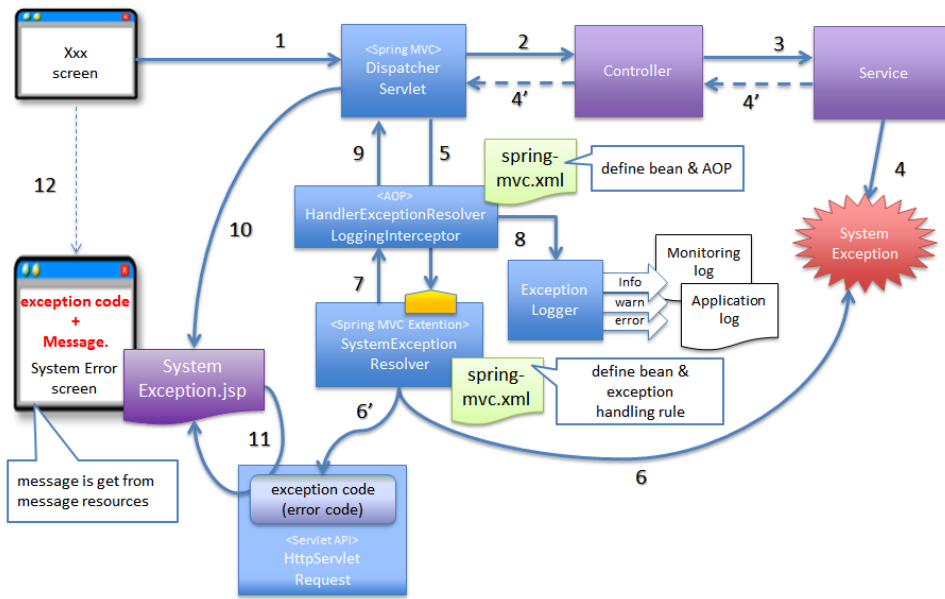 Xxx
screen
1
<Spring MVC>
Dispatcher
Servlet
2
4’
Controller
3
4’
Service
4
System
Exception
9
5
spring-
mvc.xml
define bean & AOP
12
10
<AOP>
HandlerExceptionResolver
LoggingInterceptor
8
7
Exception
Logger
Info
warn
error
Monitoring
log
Application
log
exception code
+
Message.
System Error
screen
System
Exception.jsp
<Spring MVC Extention>
SystemException
Resolver
spring-
mvc.xml
define bean &
exception
handling rule
6’
11
6
message is get from
message resources
exception code
(error code)
<Servlet API>
HttpServlet
Request